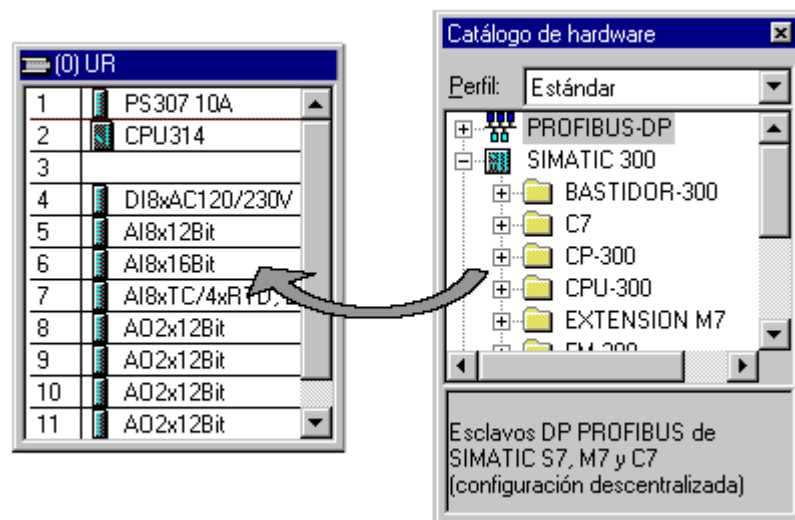 (0) UR
1 PS307 10A
2 CPU314
3
4 DI8xAC120/230V
5 AI8x12Bit
6 AI8x16Bit
7 AI8xTC/4xRTD,
8 AO2x12Bit
9 AO2x12Bit
10 AO2x12Bit
11 AO2x12Bit
Catálogo de hardware
Perfil: Estándar
PROFIBUS-DP
SIMATIC 300
BASTIDOR-300
C7
CP-300
CPU-300
EXTENSION M7
FM-300
Esclavos DP PROFIBUS de
SIMATIC S7, M7 y C7
(configuración descentralizada)